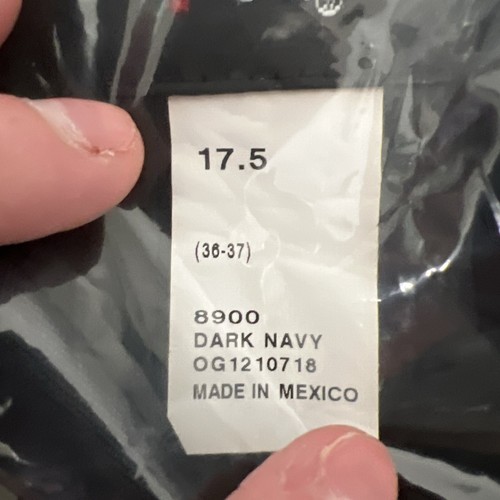 17.5
(36-37)
8900
DARK NAVY
OG1210718
MADE IN MEXICO